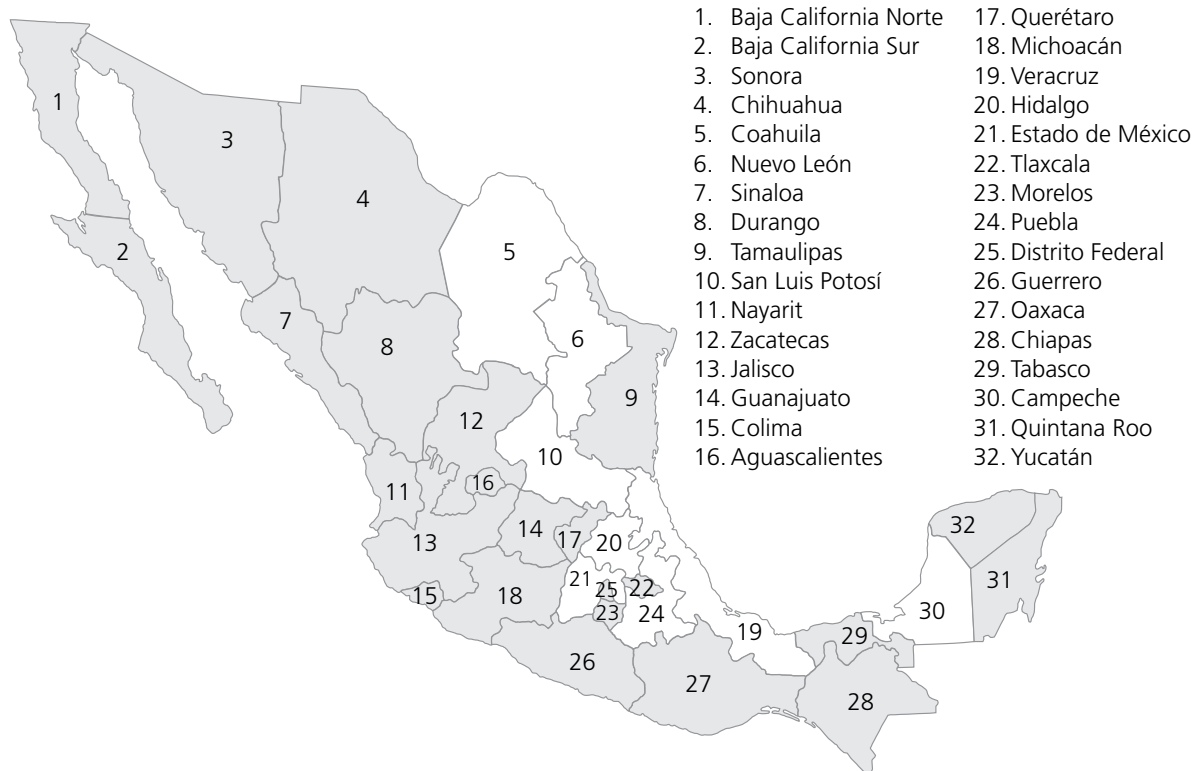 1. Baja California Norte
2. Baja California Sur
3. Sonora
4. Chihuahua
5. Coahuila
6. Nuevo León
7. Sinaloa
8. Durango
9. Tamaulipas
10. San Luis Potosí
11. Nayarit
12. Zacatecas
13. Jalisco
14. Guanajuato
15. Colima
16. Aguascalientes
17. Querétaro
18. Michoacán
19. Veracruz
20. Hidalgo
21. Estado de México
22. Tlaxcala
23. Morelos
24. Puebla
25. Distrito Federal
26. Guerrero
27. Oaxaca
28. Chiapas
29. Tabasco
30. Campeche
31. Quintana Roo
32. Yucatán
1
3
4
2
5
7
6
8
9
12
10
16
11
14
32
13
17
20
21
31
25
22
15
18
23
24
30
19
29
26
27
28